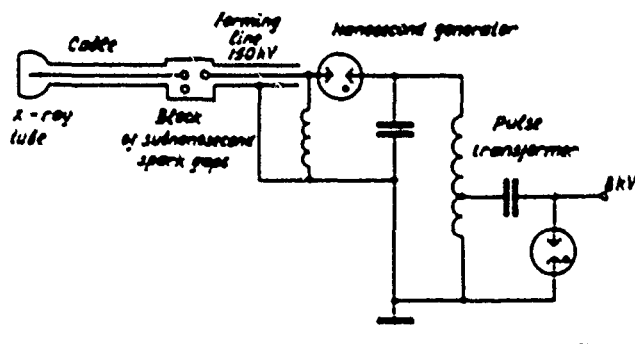 Cable
Forming
line
150kV
Nanosecond generator
x-ray
tube
Block
of subnanosecond
spark gaps
Pulse
transformer
8kV